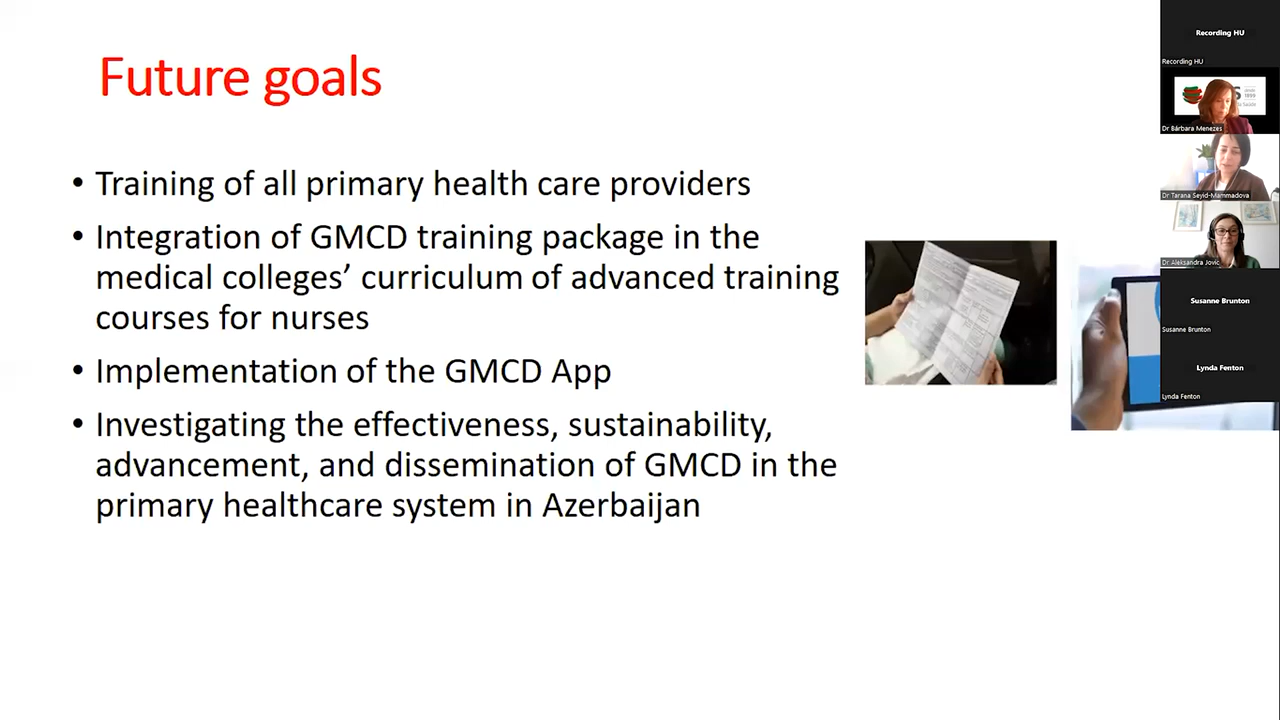 Future goals
• Training of all primary health care providers
• Integration of GMCD training package in the
medical colleges’ curriculum of advanced training
courses for nurses
• Implementation of the GMCD App
• Investigating the effectiveness, sustainability,
advancement, and dissemination of GMCD in the
primary healthcare system in Azerbaijan
Recording HU
Recording HU
desde
1899
Dr Bárbara Menezes
Dr Tarana Seyid-Mammadova
Dr Aleksandra Jovic
Susanne Brunton
Susanne Brunton
Lynda Fenton
Lynda Fenton